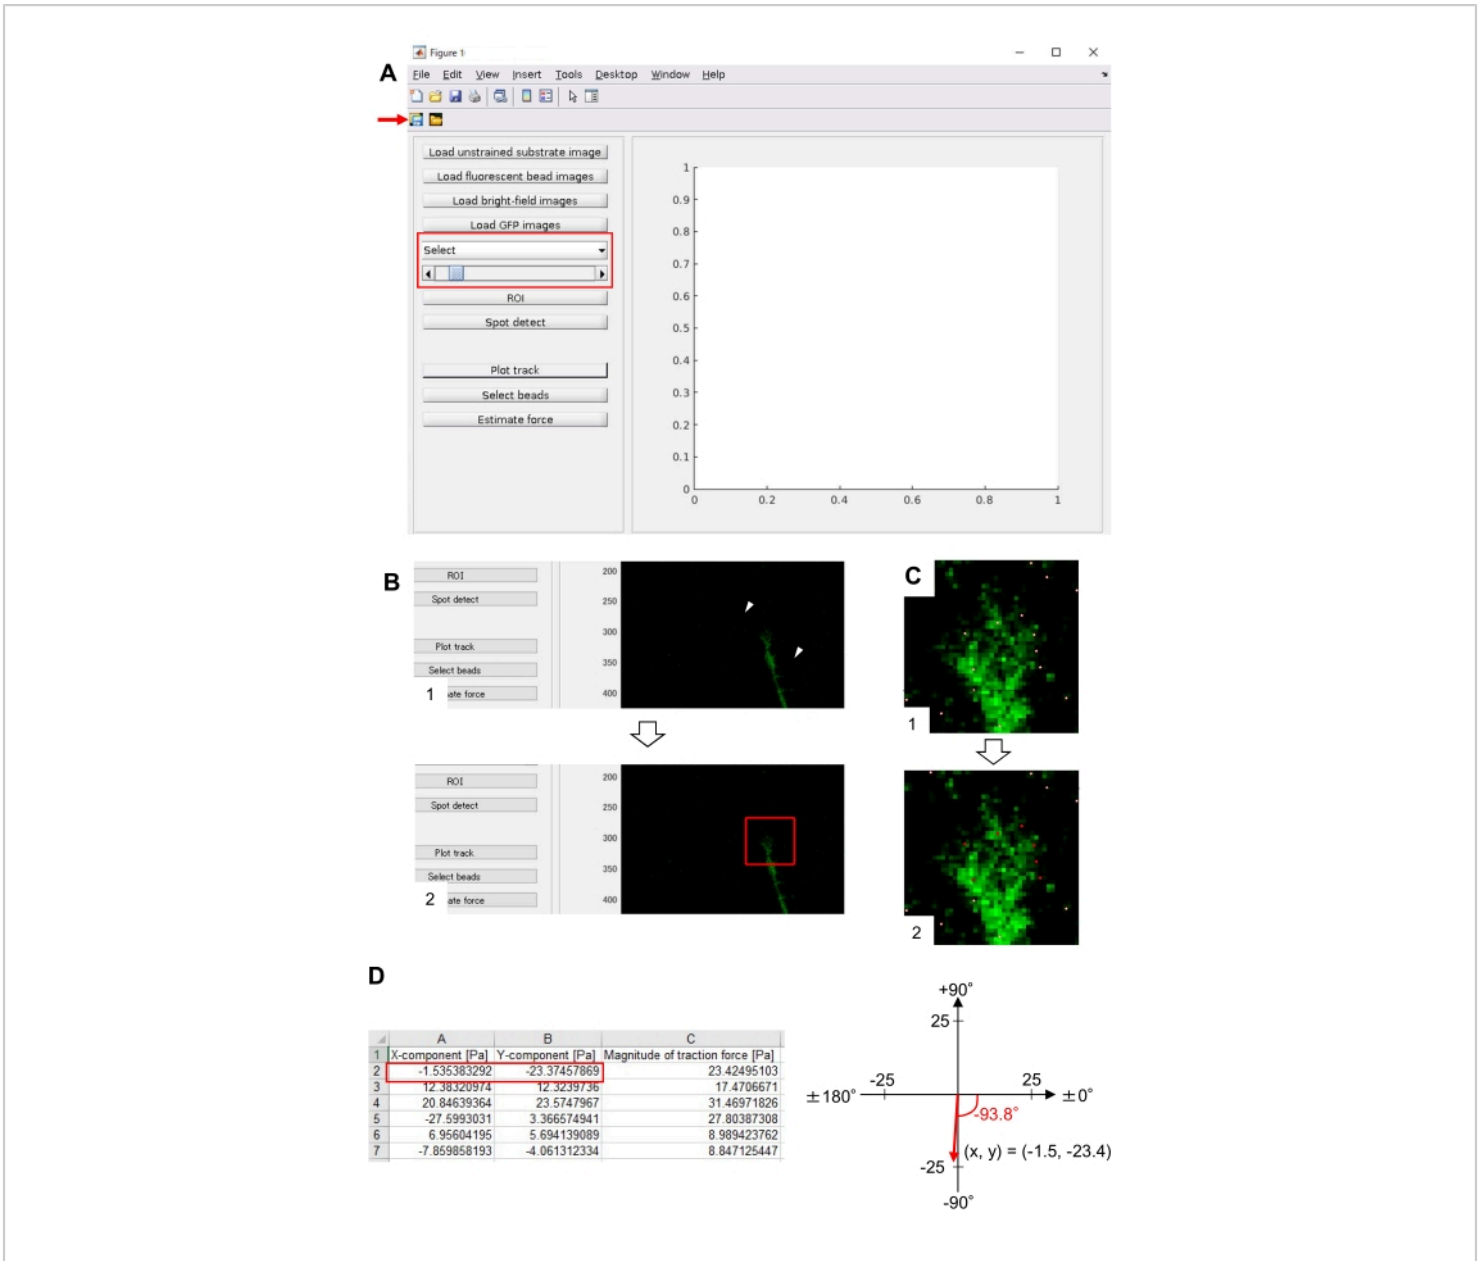 Figure 1
A
File Edit View Insert Tools Desktop Window Help
Load unstrained substrate image
Load fluorescent bead images
Load bright-field images
Load GFP images
Select
ROI
Spot detect
Plot track
Select beads
Estimate force
1
0.9
0.8
0.7
0.6
0.5
0.4
0.3
0.2
0.1
0
0 0.2 0.4 0.6 0.8 1
B
ROI
Spot detect
Plot track
Select beads
1 ate force
200
250
300
350
400
ROI
Spot detect
Plot track
Select beads
2 ate force
200
250
300
350
400
C
1
2
D
A B C
1 X-component [Pa] Y-component [Pa] Magnitude of traction force [Pa]
2 -1.535383292 -23.37457869 23.42495103
3 12.38320974 12.3239736 17.4706671
4 20.84639364 23.5747967 31.46971826
5 -27.5993031 3.366574941 27.80387308
6 6.95604195 5.694139089 8.989423762
7 -7.859858193 -4.061312334 8.847125447
+90°
25
-25 25
±180° ±0°
-93.8°
(x, y) = (-1.5, -23.4)
-25
-90°